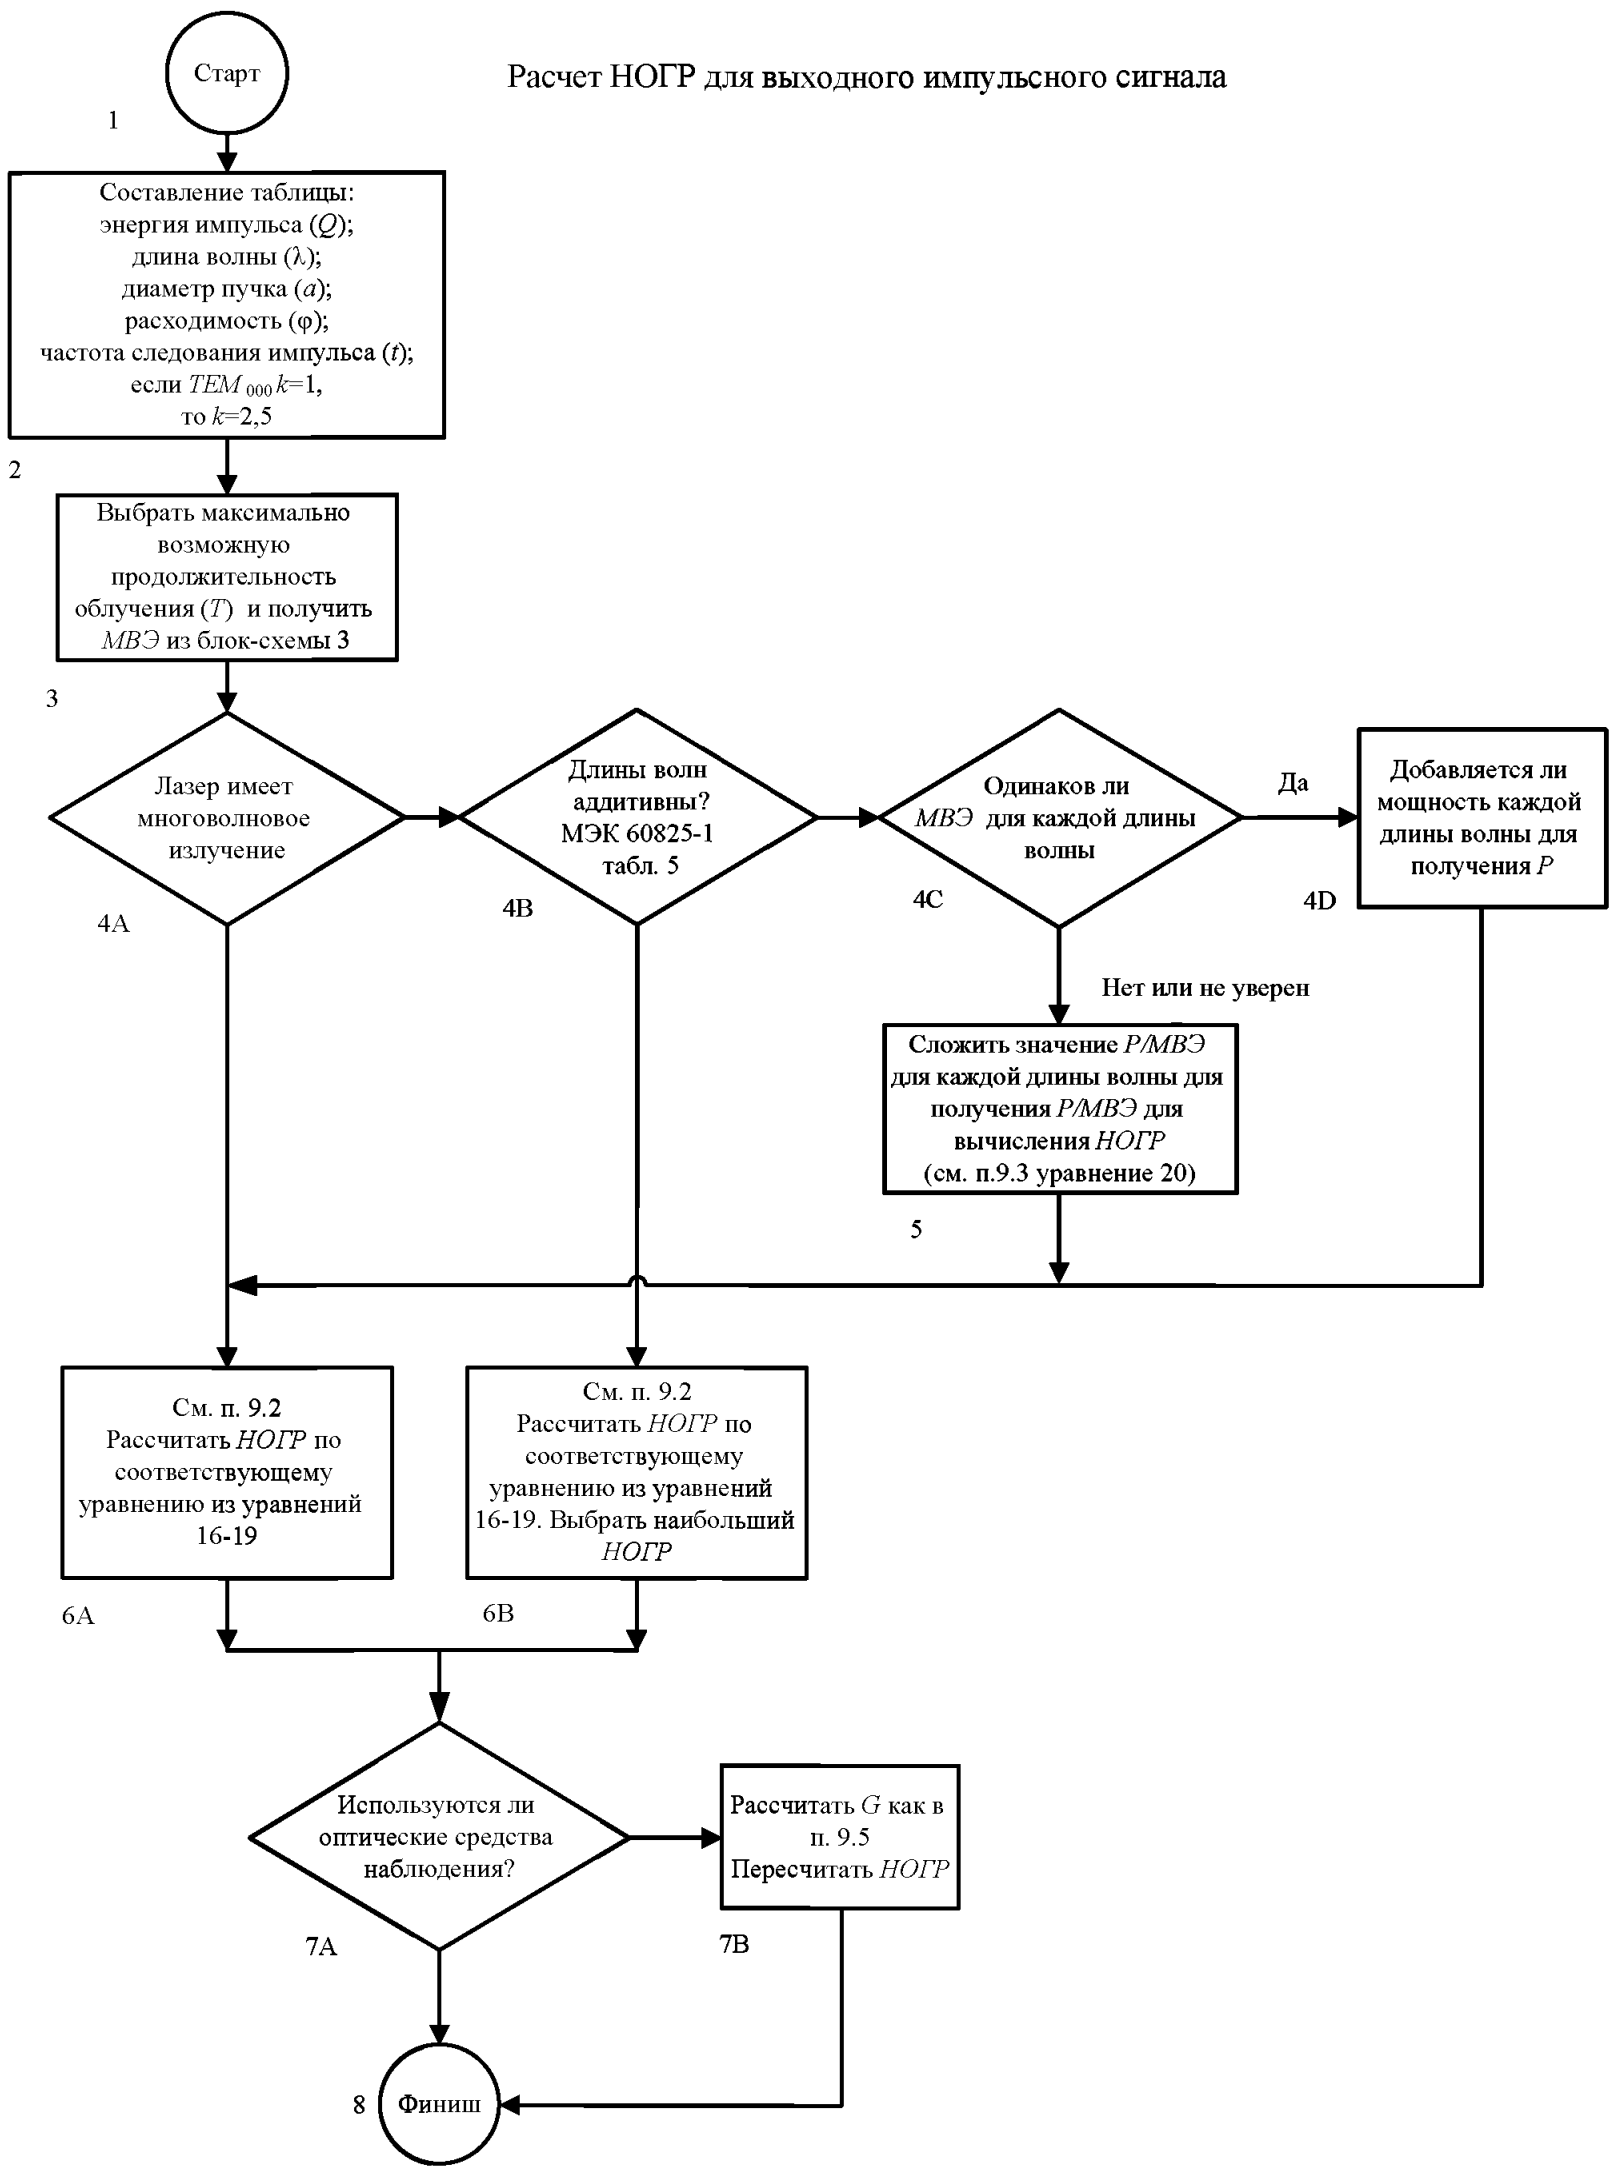 Старт
Расчет НОГР для выходного импульсного сигнала
1
Составление таблицы:
энергия импульса (Q);
длина волны (λ);
диаметр пучка (a);
расходимость (φ);
частота следования импульса (t);
если TEM 000 k=1,
то k=2,5
2
Выбрать максимально
возможную
продолжительность
облучения (T) и получить
МВЭ из блок-схемы 3
3
Лазер имеет
многоволновое
излучение
4A
Длины волн
аддитивны?
МЭК 60825-1
табл. 5
4B
Одинаков ли
МВЭ для каждой длины
волны
4C
Да
Добавляется ли
мощность каждой
длины волны для
получения P
4D
Нет или не уверен
Сложить значение P/МВЭ
для каждой длины волны для
получения P/МВЭ для
вычисления НОГР
(см. п.9.3 уравнение 20)
5
См. п. 9.2
Рассчитать НОГР по
соответствующему
уравнению из уравнений
16-19
6A
См. п. 9.2
Рассчитать НОГР по
соответствующему
уравнению из уравнений
16-19. Выбрать наибольший
НОГР
6B
Используются ли
оптические средства
наблюдения?
7A
Рассчитать G как в
п. 9.5
Пересчитать НОГР
7B
8
Финиш